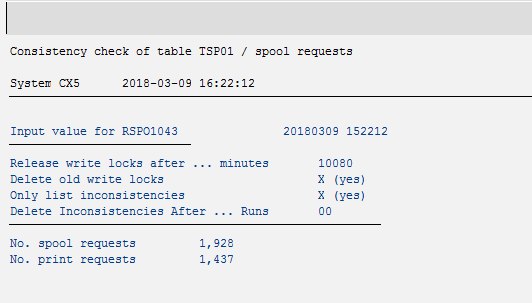 Consistency check of table TSP01 / spool requests
System CX5 2018-03-09 16:22:12
Input value for RSPO1043 20180309 152212
Release write locks after ... minutes 10080
Delete old write locks X (yes)
Only list inconsistencies X (yes)
Delete Inconsistencies After ... Runs 00
No. spool requests 1,928
No. print requests 1,437